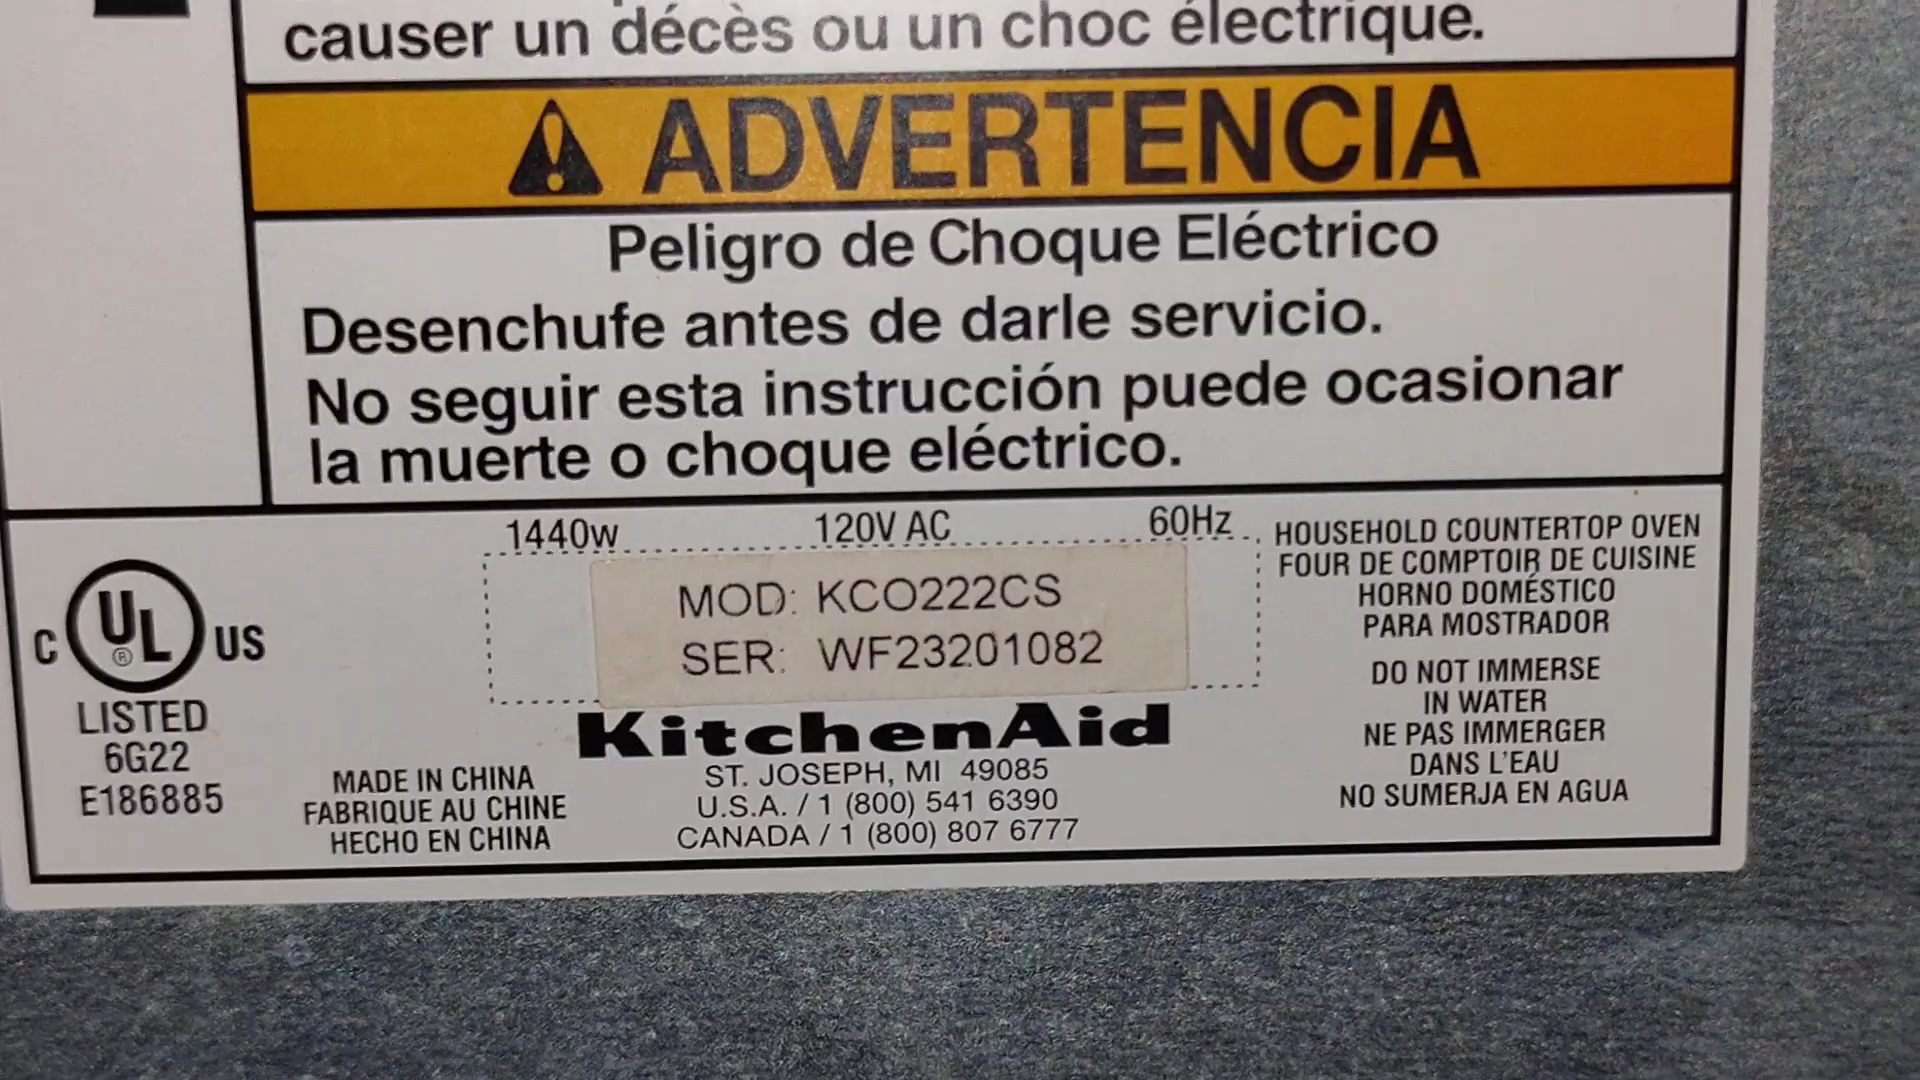 causer un décès ou un choc électrique.
ADVERTENCIA
Peligro de Choque Eléctrico
Desenchufe antes de darle servicio.
No seguir esta instrucción puede ocasionar
la muerte o choque eléctrico.
1440w 120V AC 60Hz
MOD: KCO222CS
SER: WF23201082
C UL® US
LISTED
6G22
E186885
MADE IN CHINA
FABRIQUE AU CHINE
HECHO EN CHINA
KitchenAid
ST. JOSEPH, MI 49085
U.S.A. / 1 (800) 541 6390
CANADA / 1 (800) 807 6777
HOUSEHOLD COUNTERTOP OVEN
FOUR DE COMPTOIR DE CUISINE
HORNO DOMÉSTICO
PARA MOSTRADOR
DO NOT IMMERSE
IN WATER
NE PAS IMMERGER
DANS L'EAU
NO SUMERJA EN AGUA